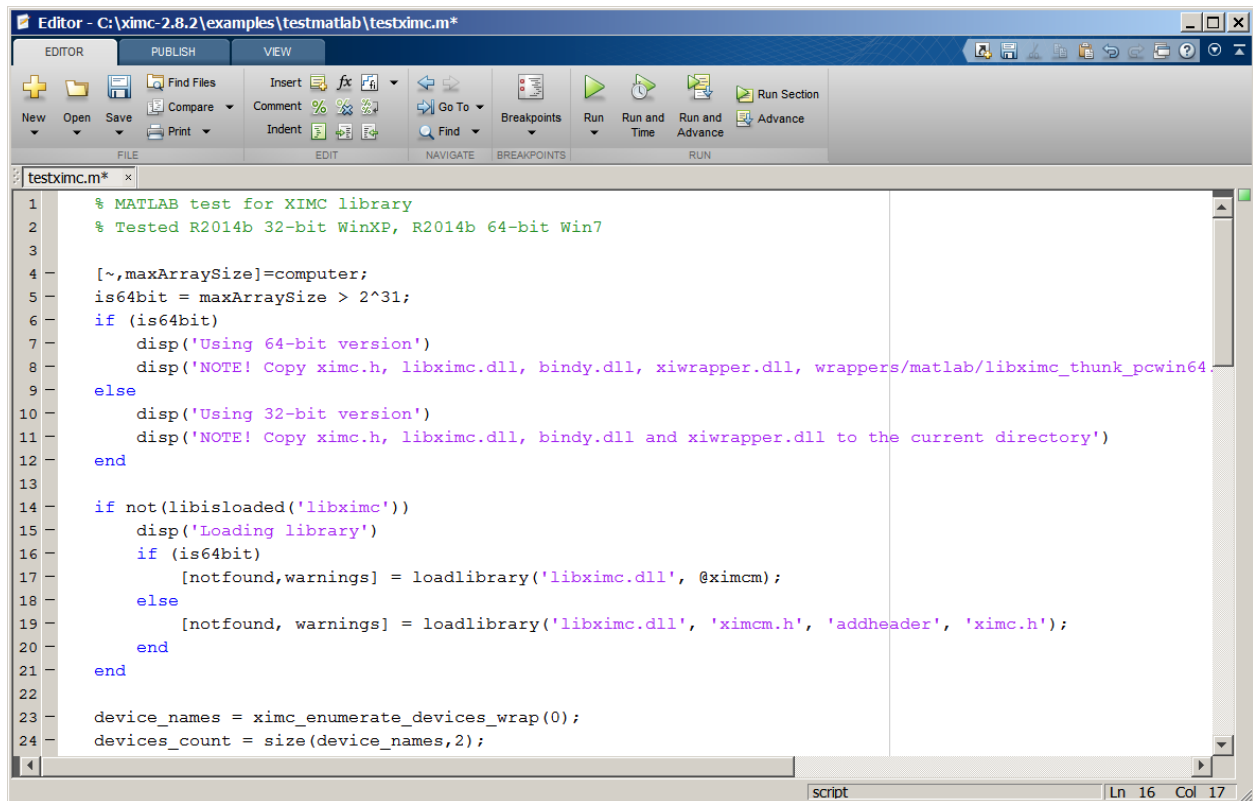 Editor - C:\ximc-2.8.2\examples\testmatlab\testximc.m*
EDITOR PUBLISH VIEW
New Open Save Find Files Compare Print
Insert fx
Comment
Indent
Go To
Find
Breakpoints
Run Run and Time Run and Advance Run Section Advance
FILE EDIT NAVIGATE BREAKPOINTS RUN
testximc.m* ×
1 % MATLAB test for XIMC library
2 % Tested R2014b 32-bit WinXP, R2014b 64-bit Win7
3
4 – [~,maxArraySize]=computer;
5 – is64bit = maxArraySize > 2^31;
6 – if (is64bit)
7 – disp('Using 64-bit version')
8 – disp('NOTE! Copy ximc.h, libximc.dll, bindy.dll, xiwrapper.dll, wrappers/matlab/libximc_thunk_pcwin64.
9 – else
10 – disp('Using 32-bit version')
11 – disp('NOTE! Copy ximc.h, libximc.dll, bindy.dll and xiwrapper.dll to the current directory')
12 – end
13
14 – if not(libisloaded('libximc'))
15 – disp('Loading library')
16 – if (is64bit)
17 – [notfound,warnings] = loadlibrary('libximc.dll', @ximcm);
18 – else
19 – [notfound, warnings] = loadlibrary('libximc.dll', 'ximcm.h', 'addheader', 'ximc.h');
20 – end
21 – end
22
23 – device_names = ximc_enumerate_devices_wrap(0);
24 – devices_count = size(device_names,2);
script Ln 16 Col 17